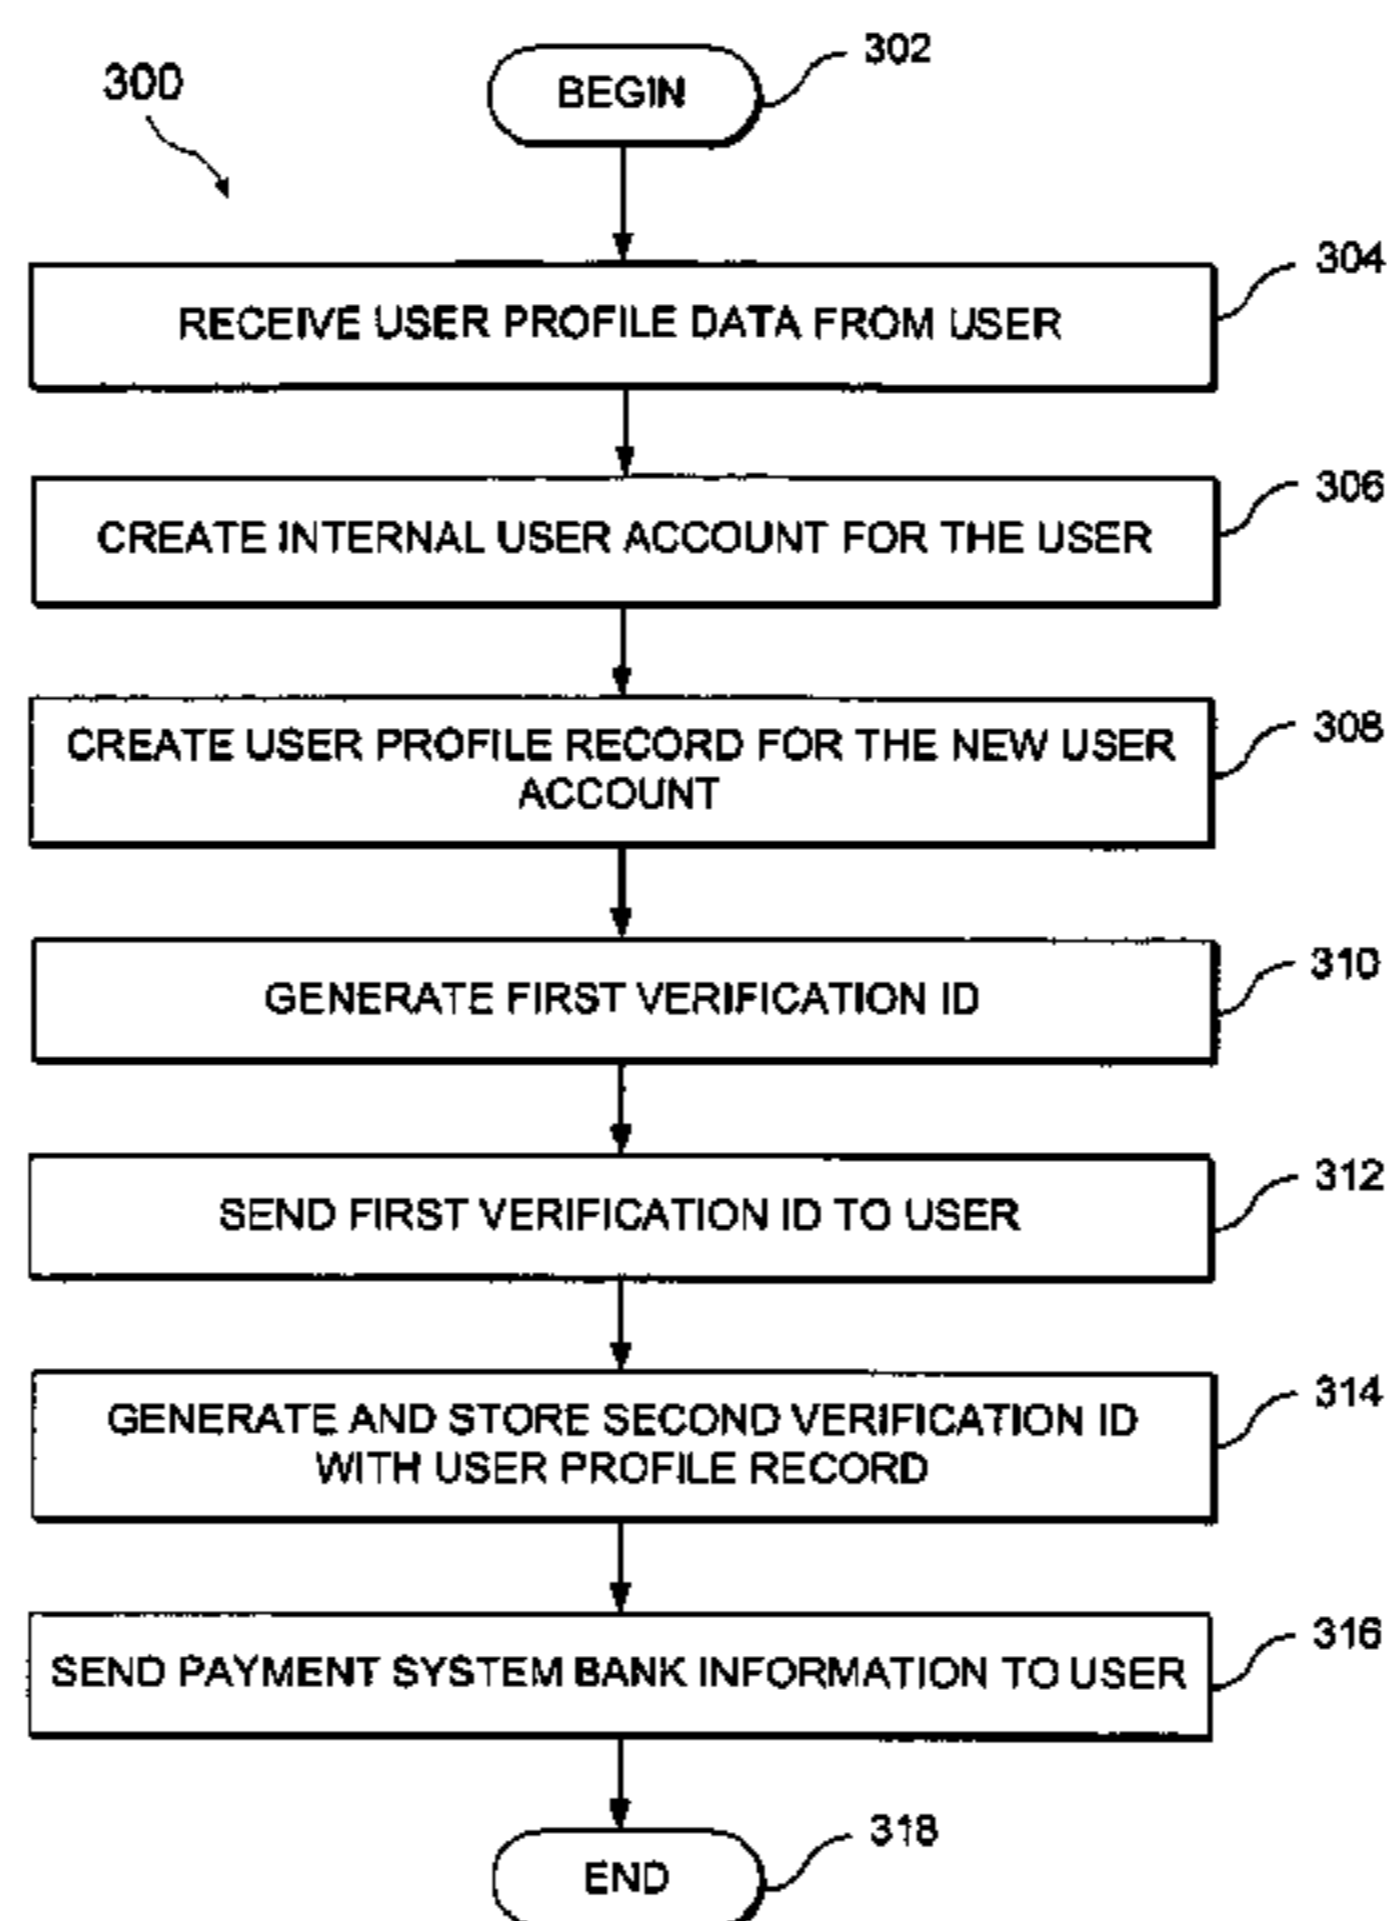 300
BEGIN
302
RECEIVE USER PROFILE DATA FROM USER
304
CREATE INTERNAL USER ACCOUNT FOR THE USER
306
CREATE USER PROFILE RECORD FOR THE NEW USER
ACCOUNT
308
GENERATE FIRST VERIFICATION ID
310
SEND FIRST VERIFICATION ID TO USER
312
GENERATE AND STORE SECOND VERIFICATION ID
WITH USER PROFILE RECORD
314
SEND PAYMENT SYSTEM BANK INFORMATION TO USER
316
END
318